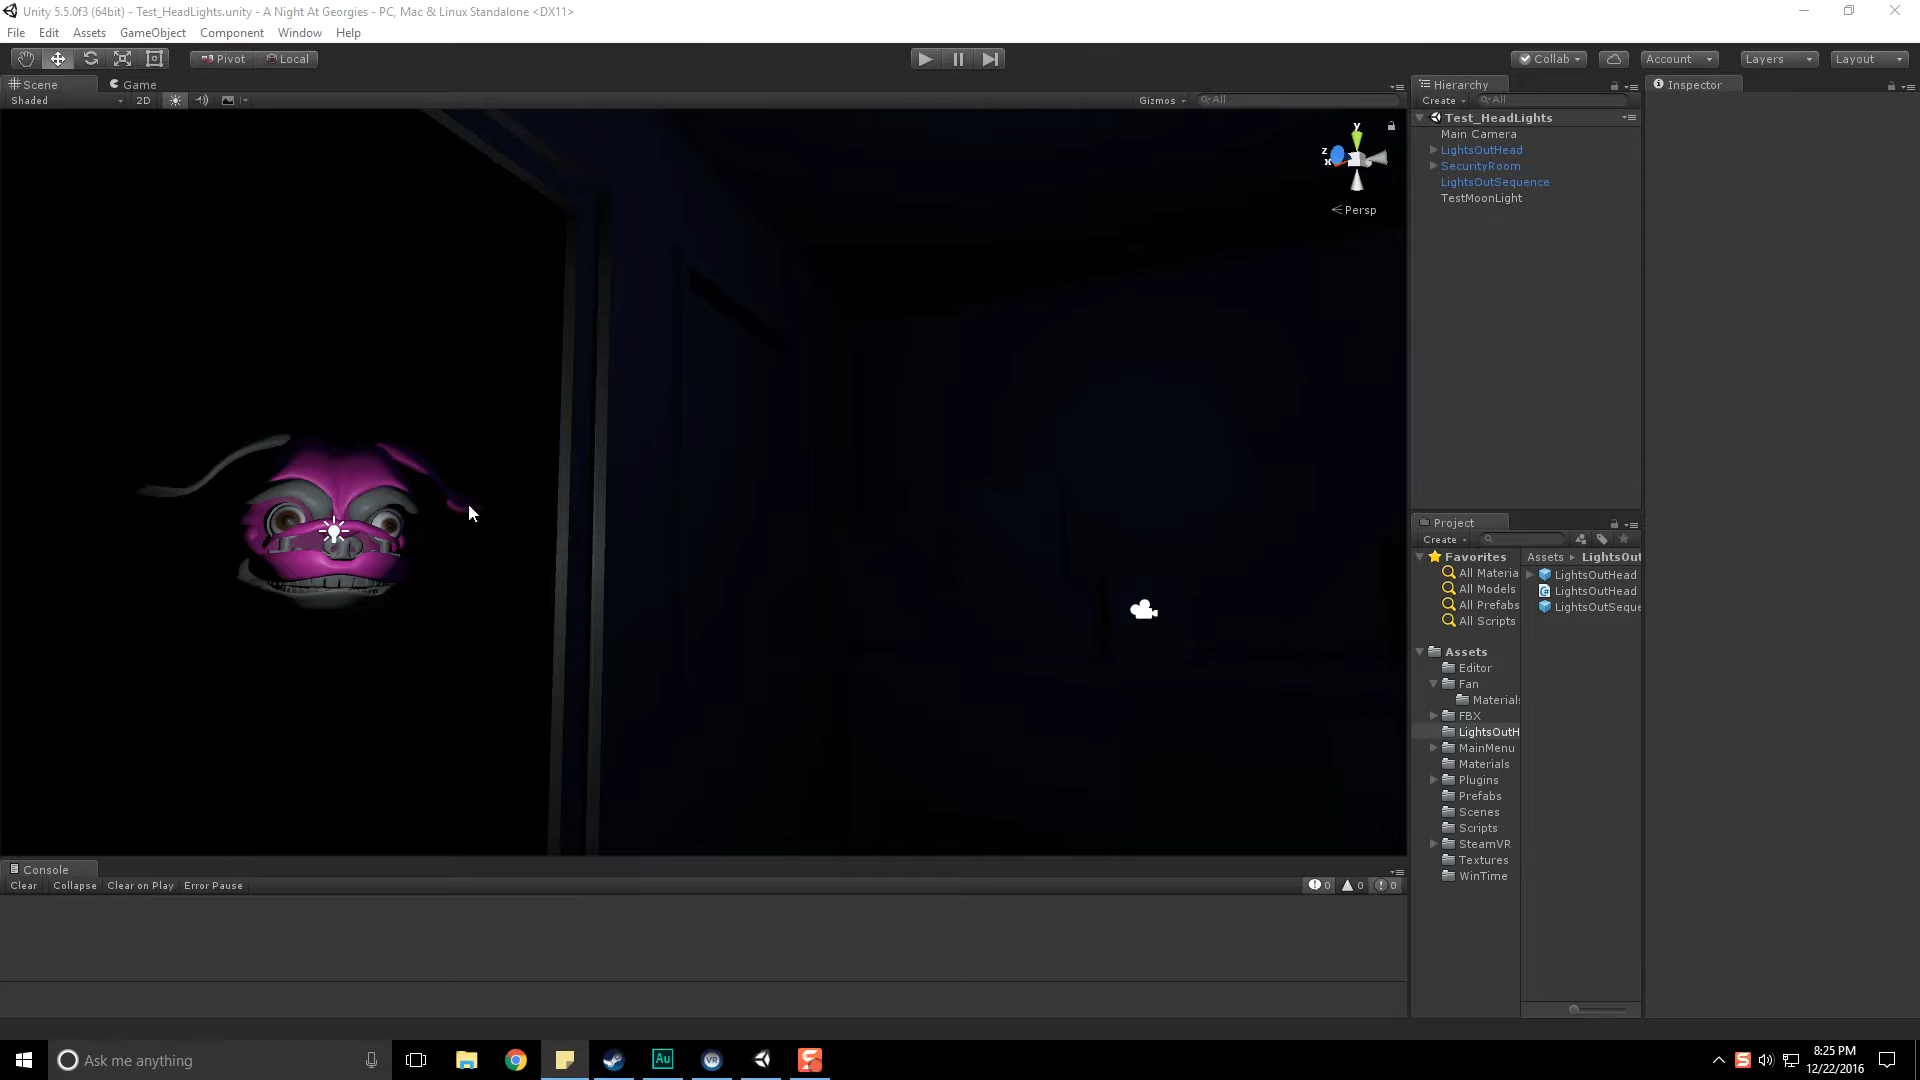 Unity 5.5.0f3 (64bit) - Test_HeadLights.unity - A Night At Georgies - PC, Mac & Linux Standalone <DX11>
File Edit Assets GameObject Component Window Help
Pivot Local Collab Account Layers Layout
Scene Game
Shaded 2D Gizmos All
y
z
x
Persp
Hierarchy
Create All
Test_HeadLights
Main Camera
LightsOutHead
SecurityRoom
LightsOutSequence
TestMoonLight
Inspector
Project
Create
Favorites
All Materia
All Models
All Prefabs
All Scripts
Assets
Editor
Fan
Materials
FBX
LightsOutH
MainMenu
Materials
Plugins
Prefabs
Scenes
Scripts
SteamVR
Textures
WinTime
Assets LightsOut
LightsOutHead
LightsOutHead
LightsOutSeque
Console
Clear Collapse Clear on Play Error Pause 0 0 0
Ask me anything
Au
VR
8:25 PM
12/22/2016